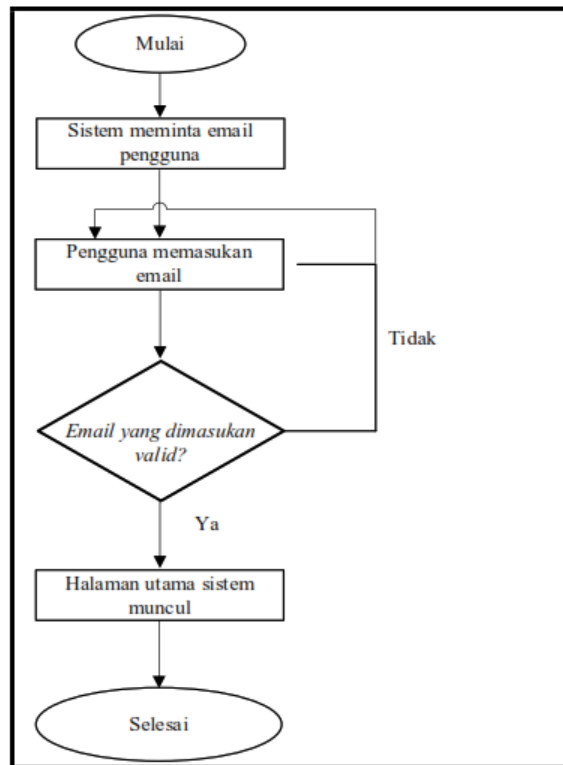 Mulai
Sistem meminta email
pengguna
Pengguna memasukan
email
Tidak
Email yang dimasukan
valid?
Ya
Halaman utama sistem
muncul
Selesai